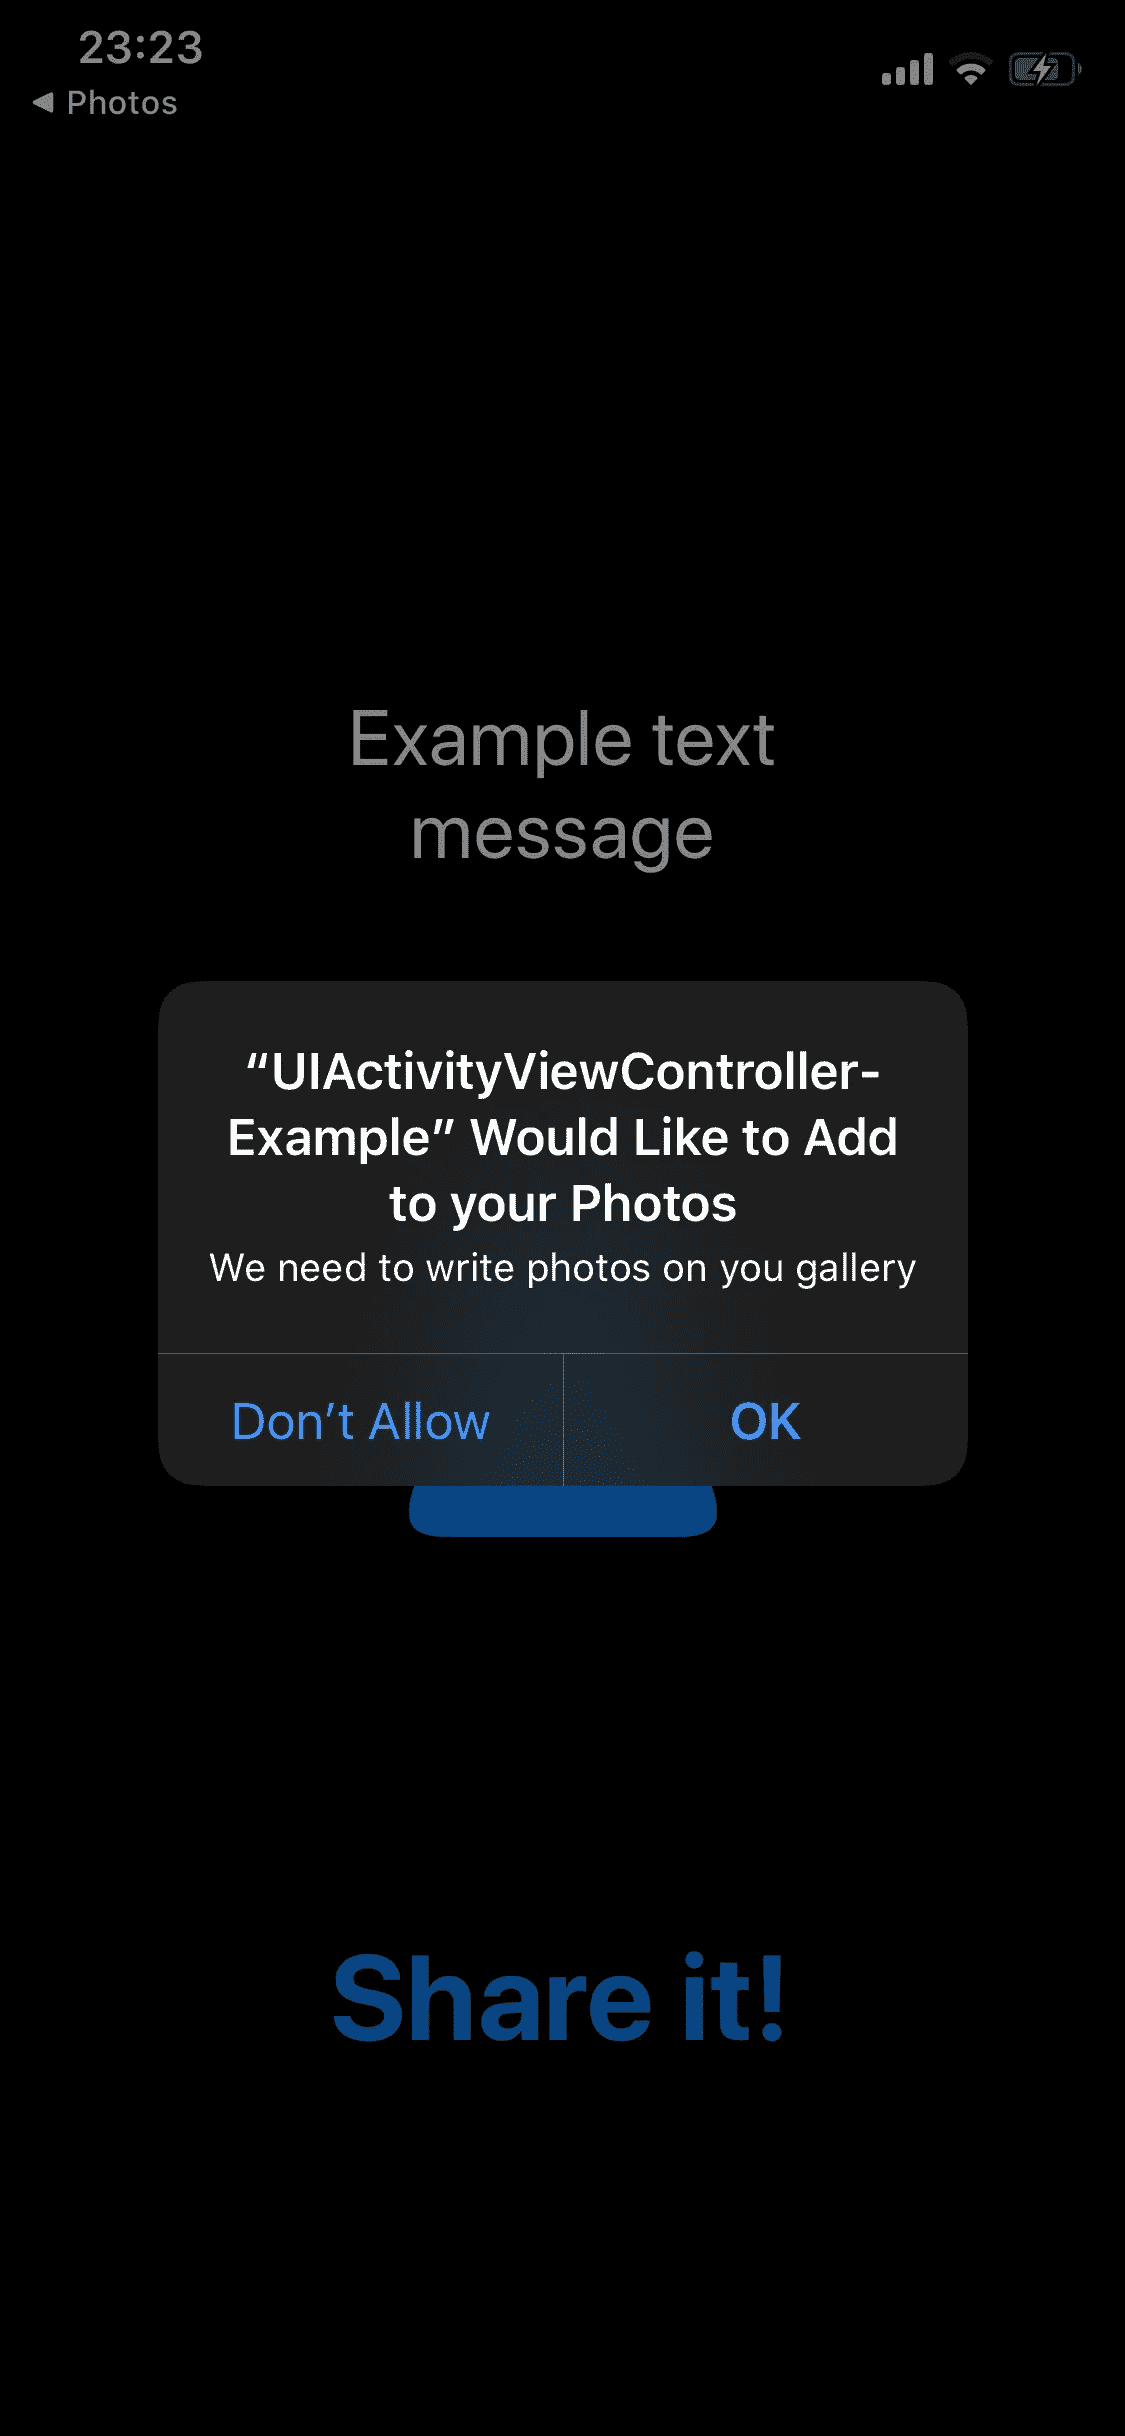 23:23
◀ Photos
Example text
message
“UIActivityViewController-
Example” Would Like to Add
to your Photos
We need to write photos on you gallery
Don’t Allow
OK
Share it!